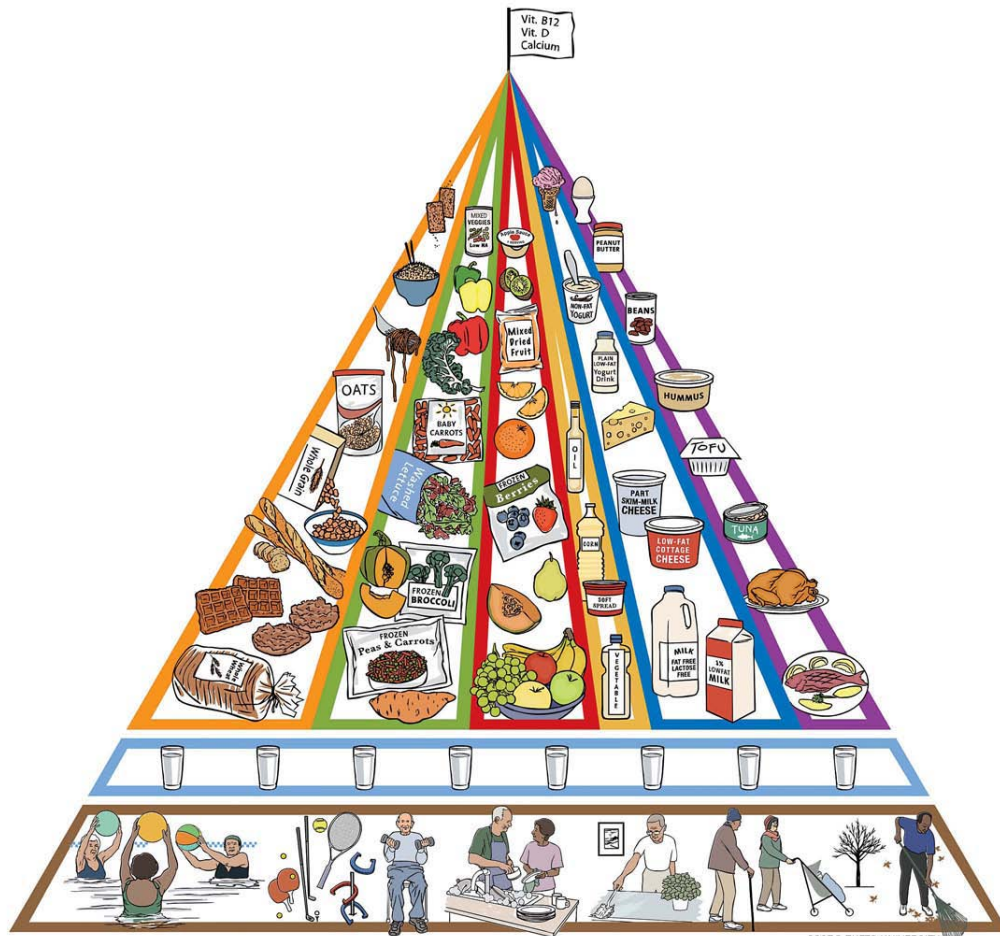 Vit. B12
Vit. D
Calcium
MIXED
VEGGIES
Low NA
Apple Sauce
PEANUT
BUTTER
NON-FAT
YOGURT
BEANS
Mixed
Dried
Fruit
PLAIN
LOW-FAT
Yogurt
Drink
OATS
HUMMUS
BABY
CARROTS
OIL
TOFU
Whole Grain
Washed
Lettuce
FROZEN
Berries
PART
SKIM-MILK
CHEESE
TUNA
CORN
LOW-FAT
COTTAGE
CHEESE
FROZEN
BROCCOLI
SOFT
SPREAD
FROZEN
Peas & Carrots
MILK
FAT FREE
LACTOSE
FREE
1%
LOWFAT
MILK
Whole
Wheat
VEGETABLE